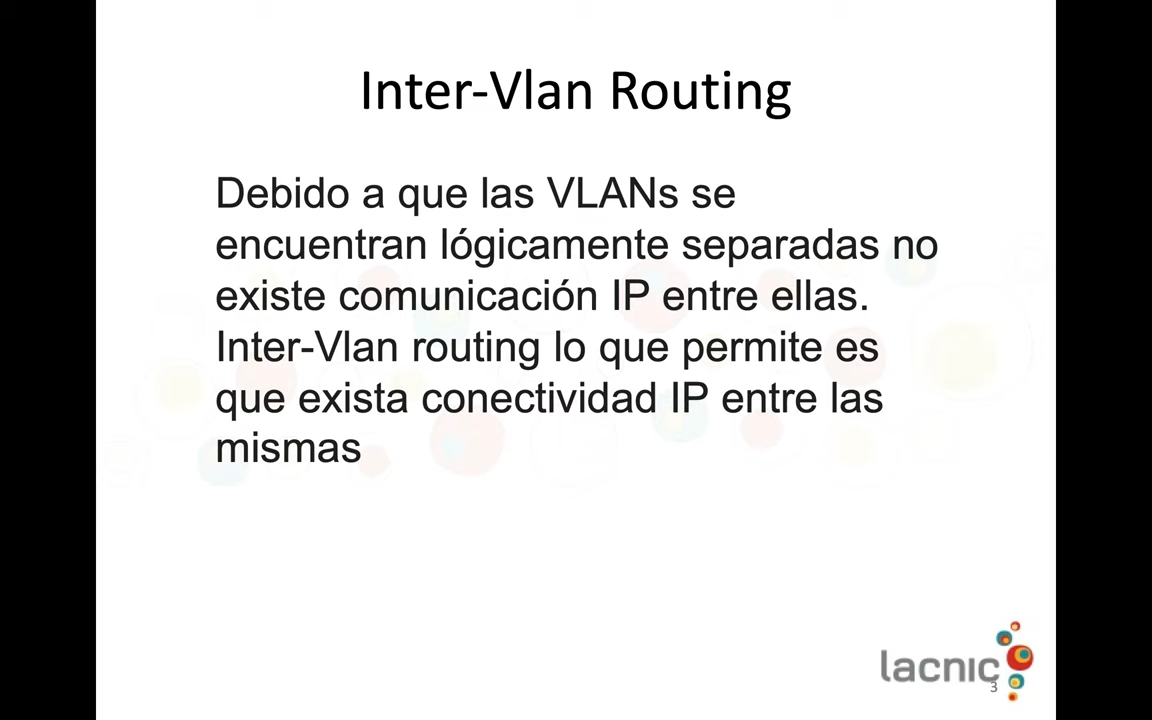 Inter-Vlan Routing
Debido a que las VLANs se
encuentran lógicamente separadas no
existe comunicación IP entre ellas.
Inter-Vlan routing lo que permite es
que exista conectividad IP entre las
mismas
lacnic
3